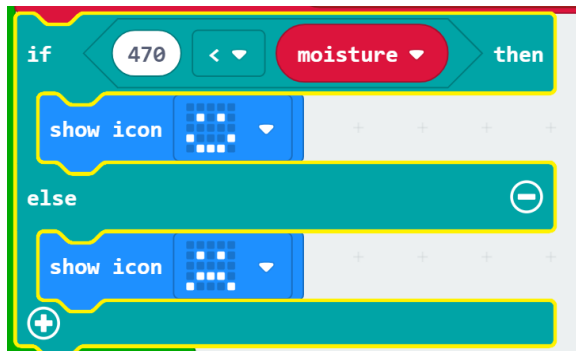 if 470 < moisture then
show icon
else
show icon